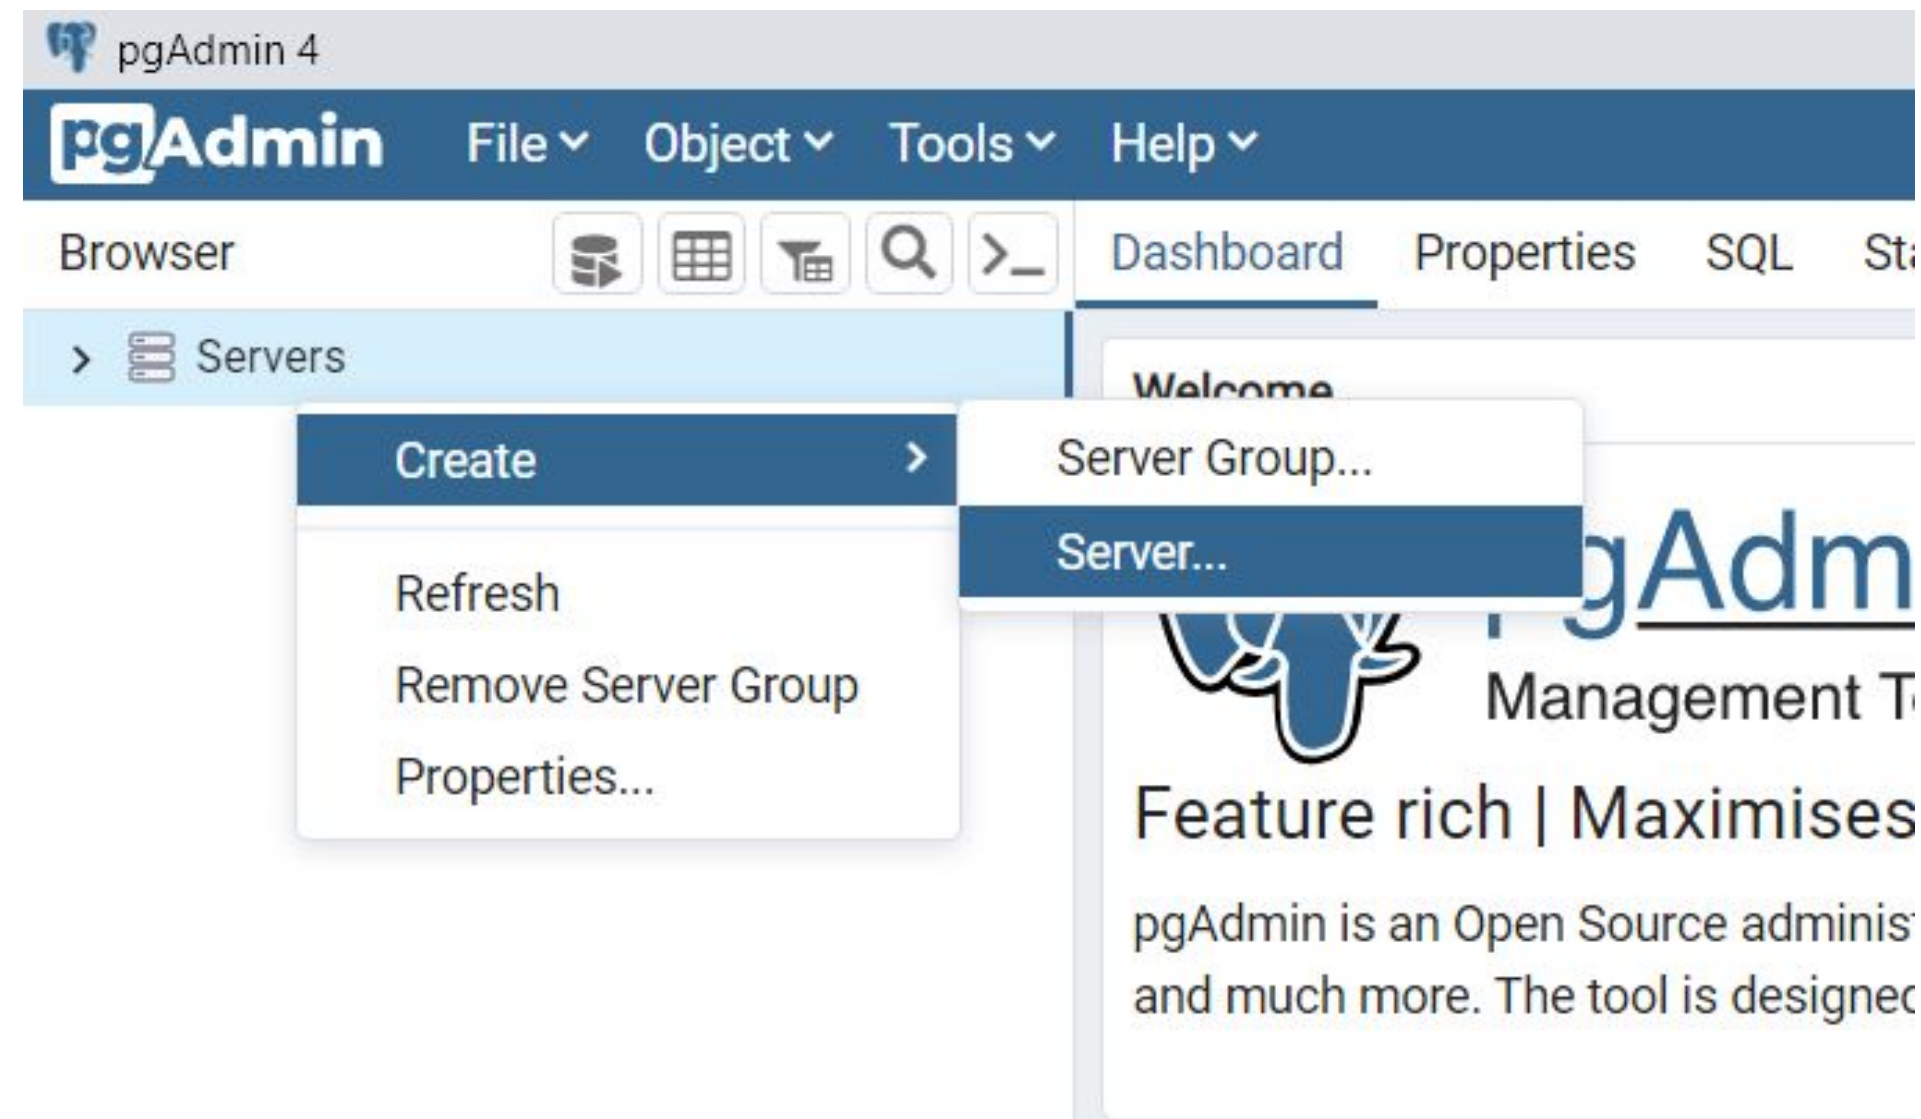 pgAdmin 4
pgAdmin File Object Tools Help
Browser Dashboard Properties SQL
Servers
Welcome
Create
Server Group...
Server...
Refresh
Remove Server Group
Properties...
Management
Feature rich | Maximises
pgAdmin is an Open Source
and much more. The tool is designed